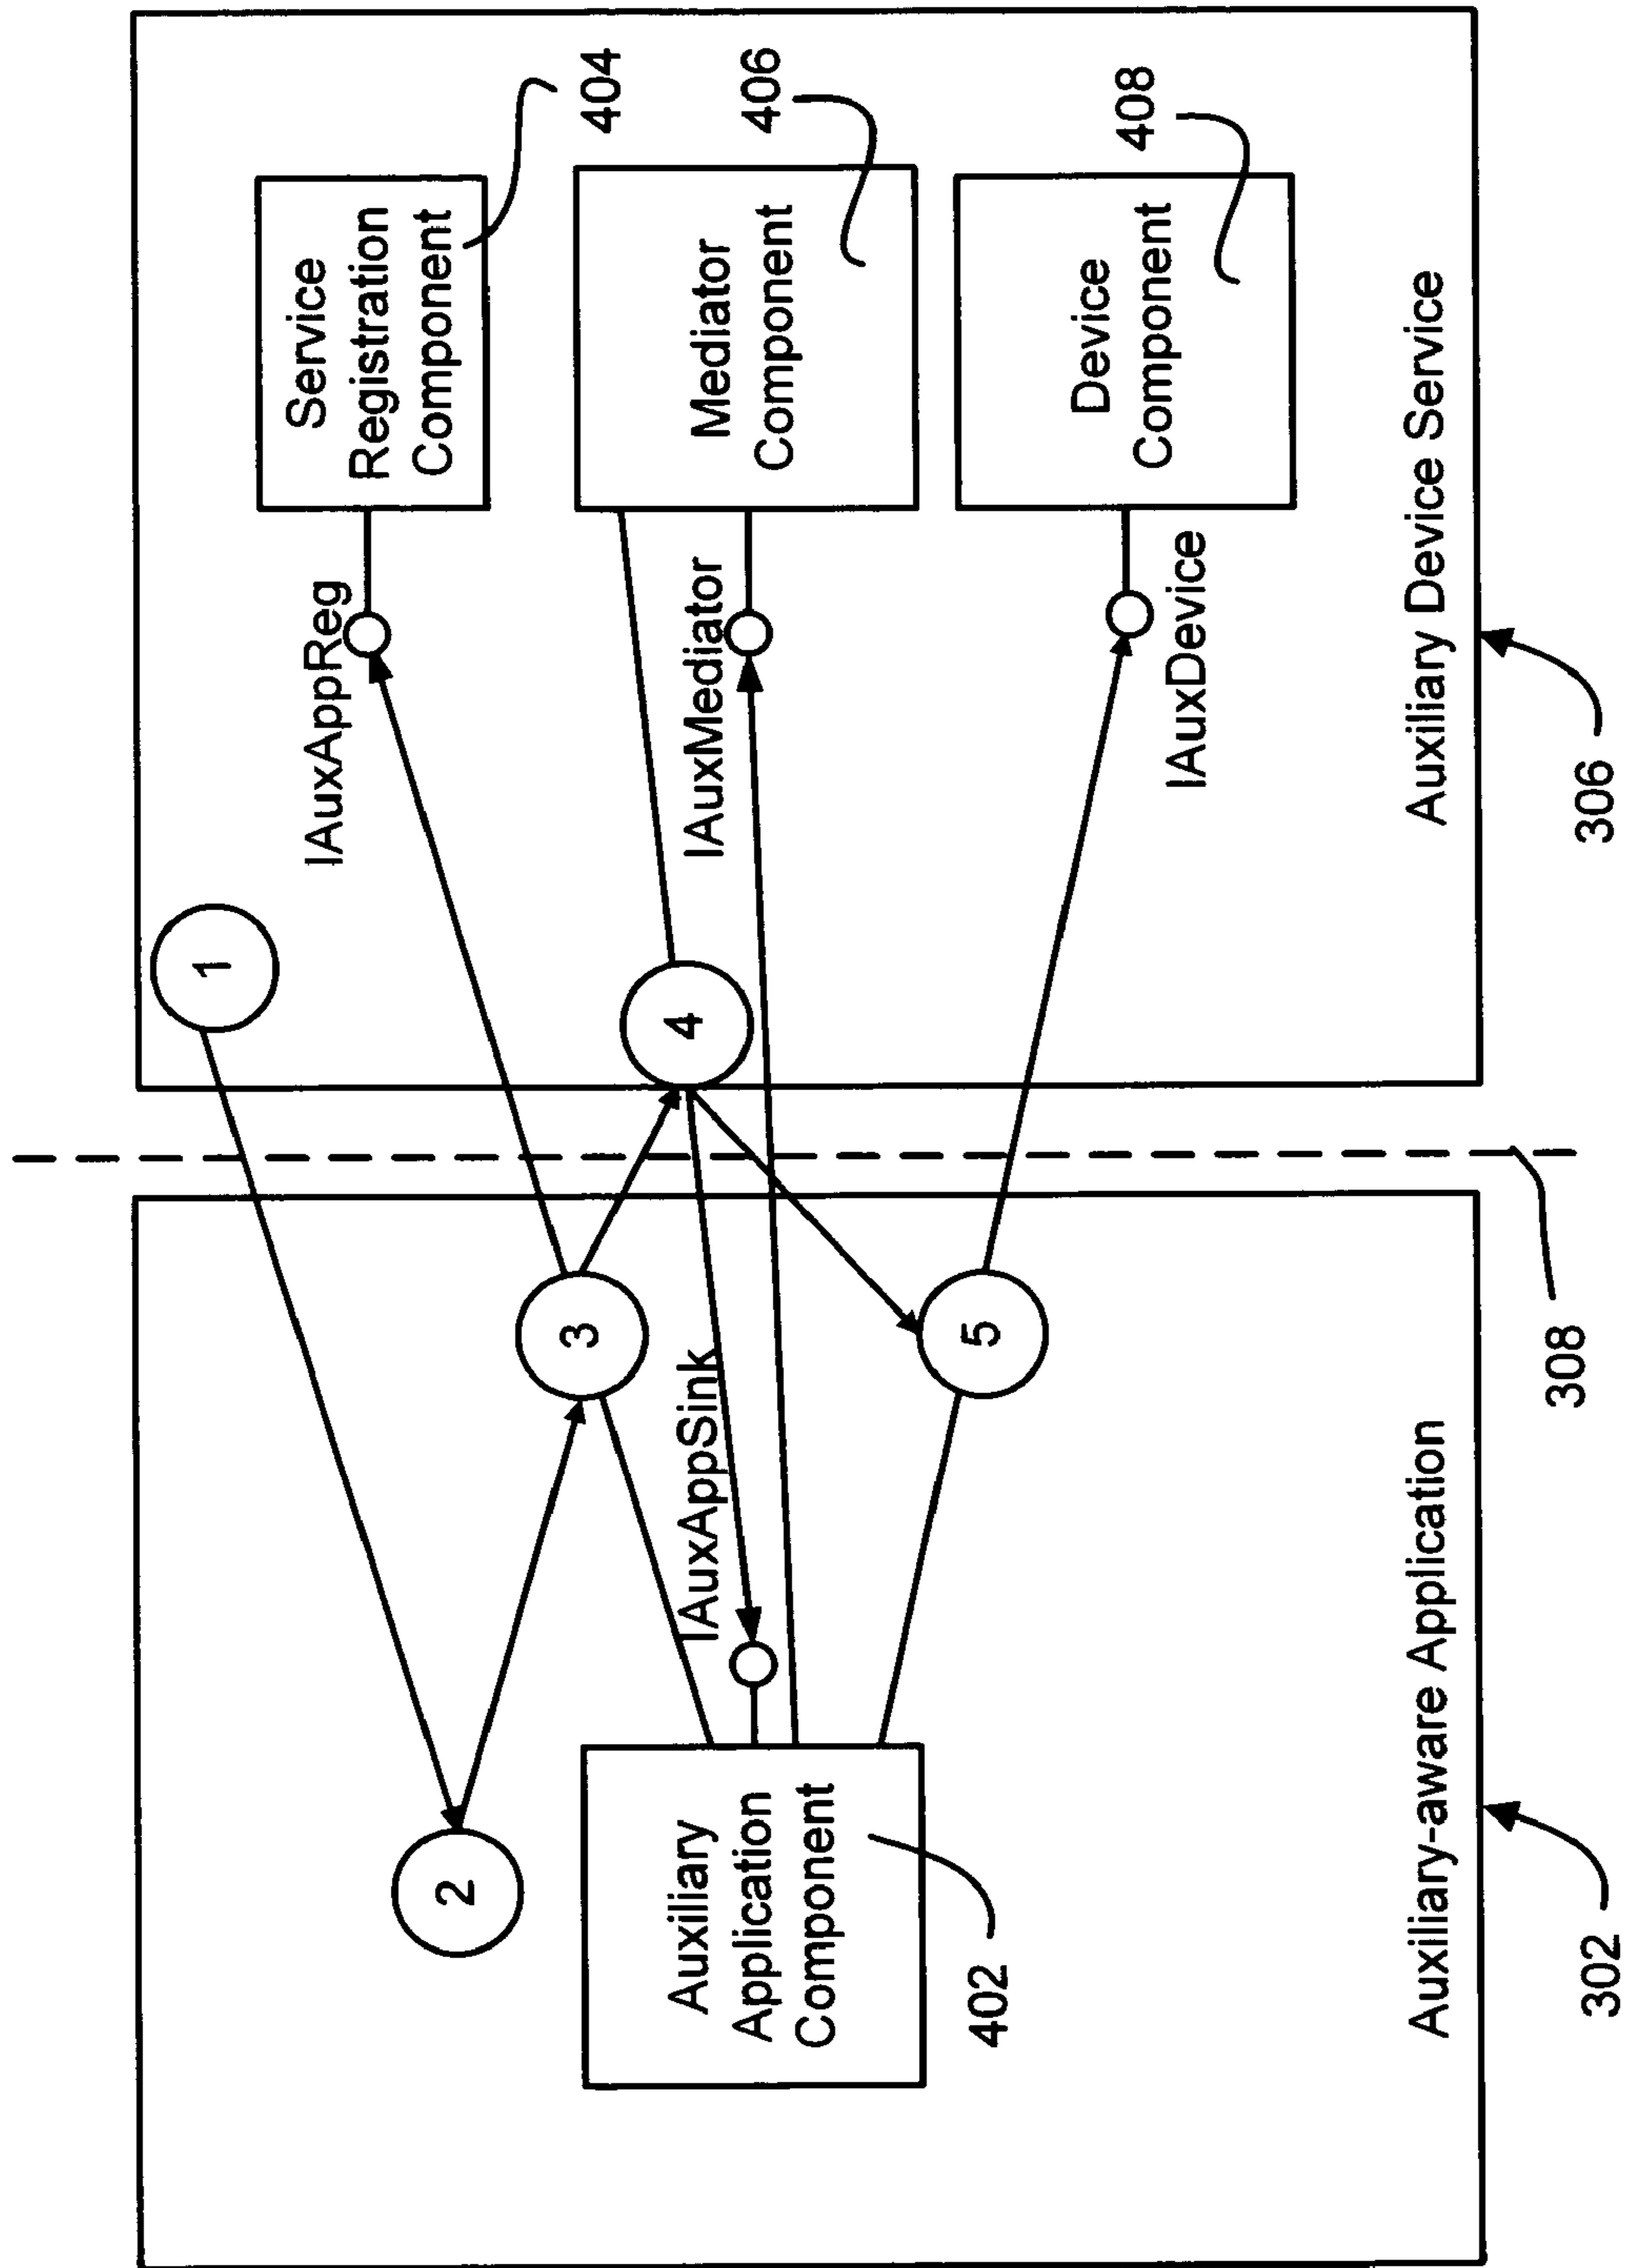 1
2
3
4
5
IAuxAppReg
Service
Registration
Component
404
406
IAuxAppSink
IAuxMediator
Mediator
Component
Auxiliary
Application
Component
402
408
IAuxDevice
Device
Component
Auxiliary-aware Application
Auxiliary Device Service
302
308
306